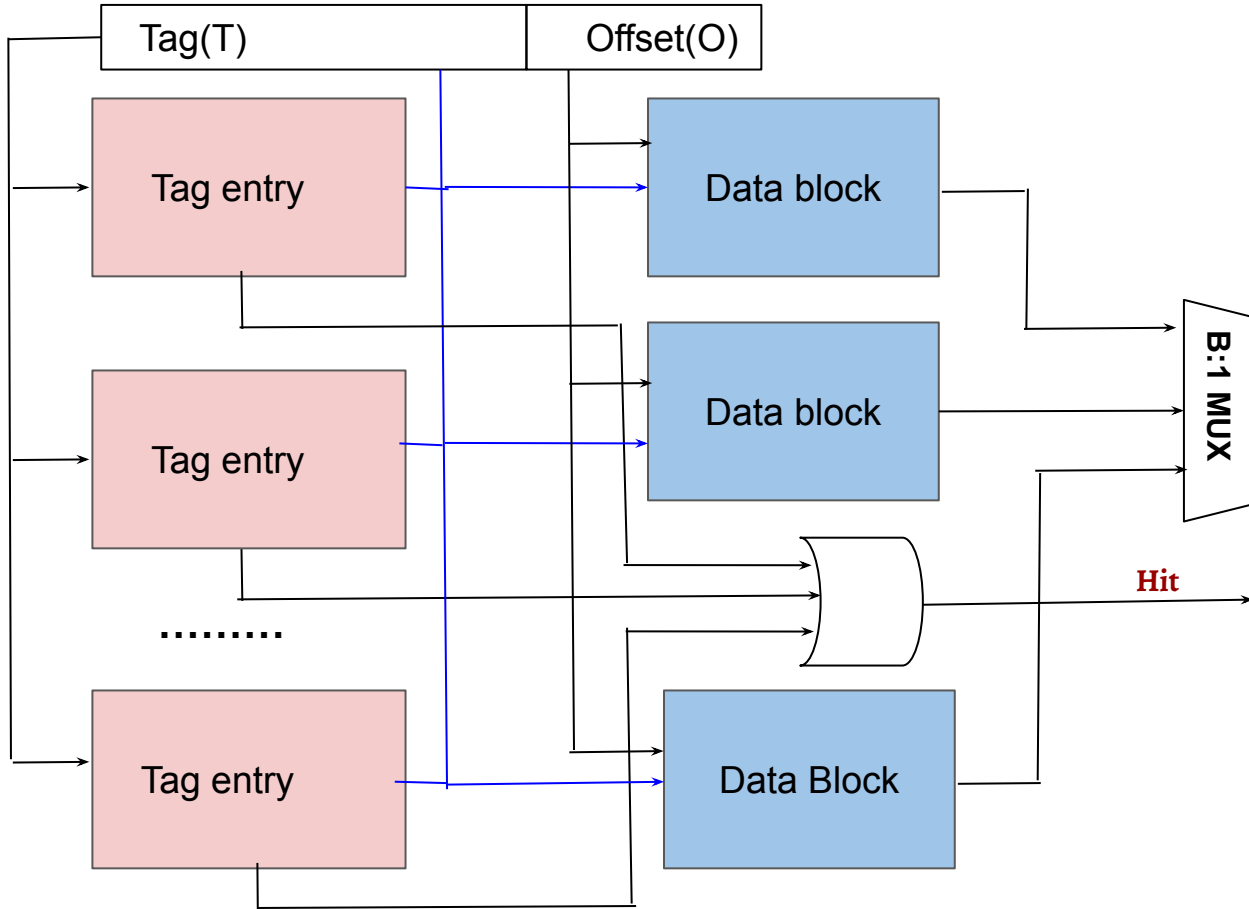 Tag(T)
Offset(O)
Tag entry
Data block
Tag entry
Data block
B:1 MUX
Hit
.........
Tag entry
Data Block